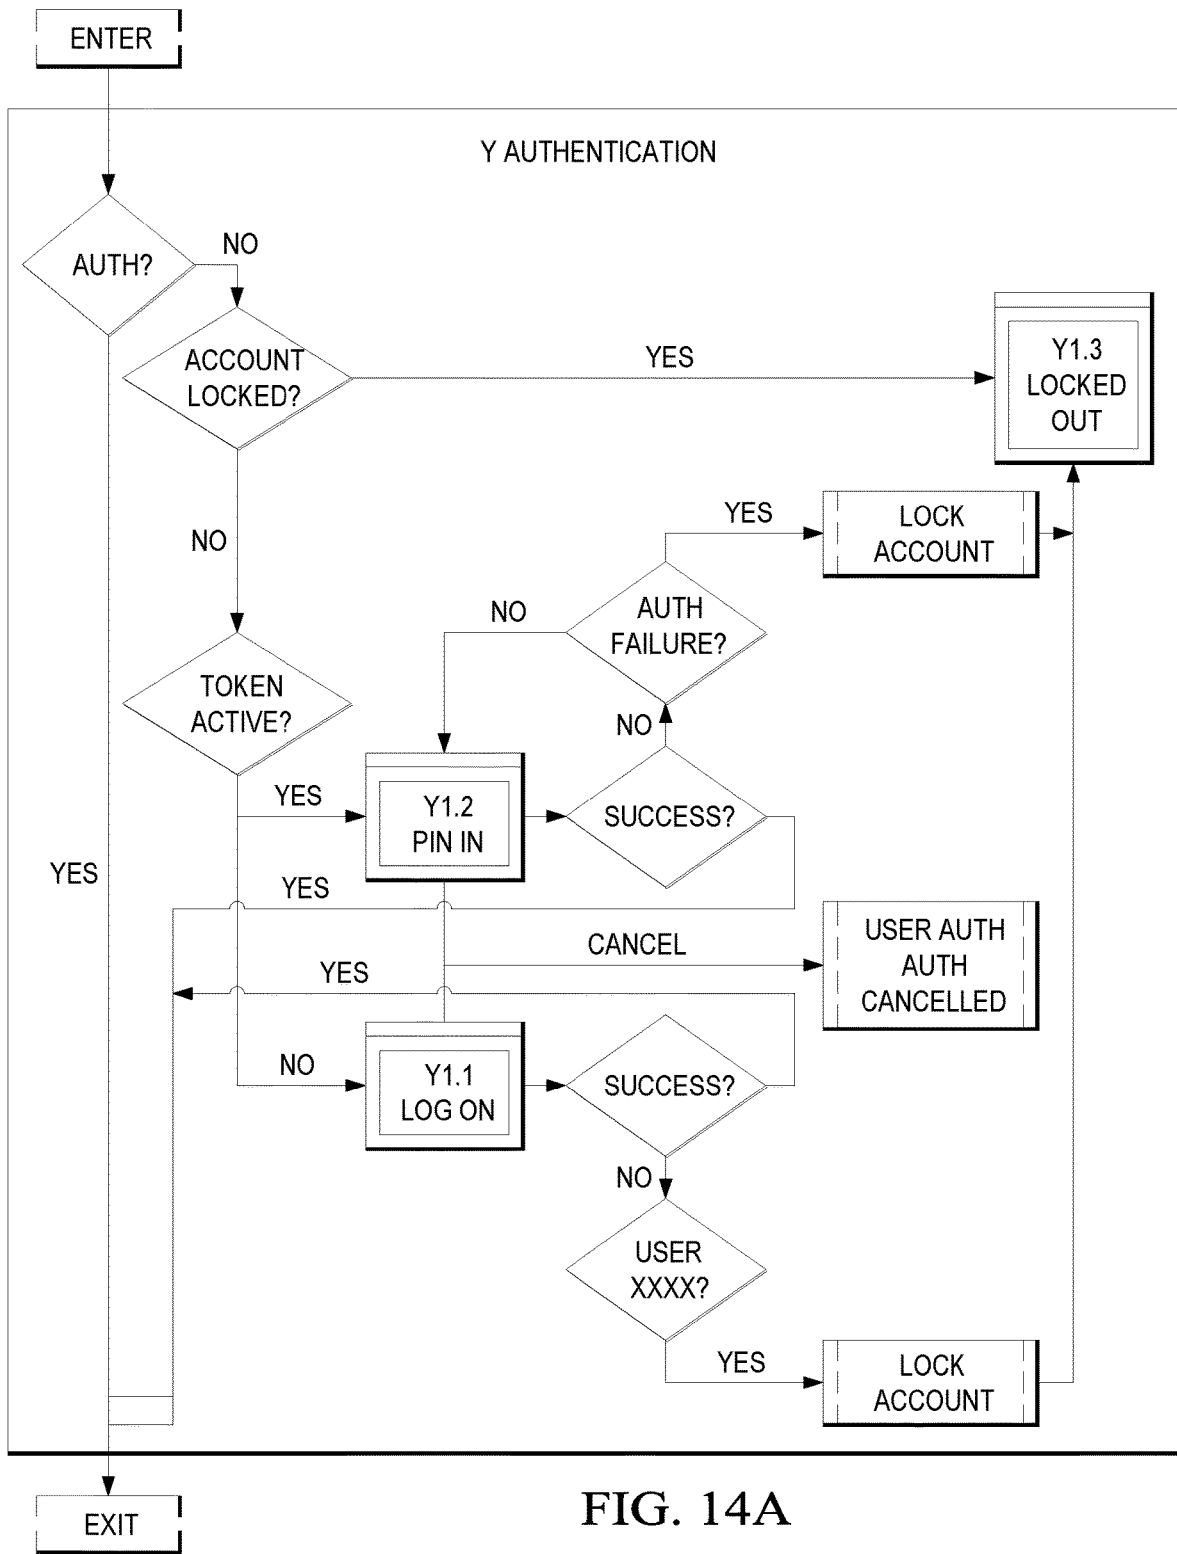 ENTER
Y AUTHENTICATION
AUTH?
NO
ACCOUNT
LOCKED?
YES
Y1.3
LOCKED
OUT
NO
YES
LOCK
ACCOUNT
NO
AUTH
FAILURE?
TOKEN
ACTIVE?
NO
YES
Y1.2
PIN IN
SUCCESS?
YES
YES
CANCEL
USER AUTH
AUTH
CANCELLED
YES
NO
Y1.1
LOG ON
SUCCESS?
NO
USER
XXXX?
YES
LOCK
ACCOUNT
EXIT
FIG. 14A